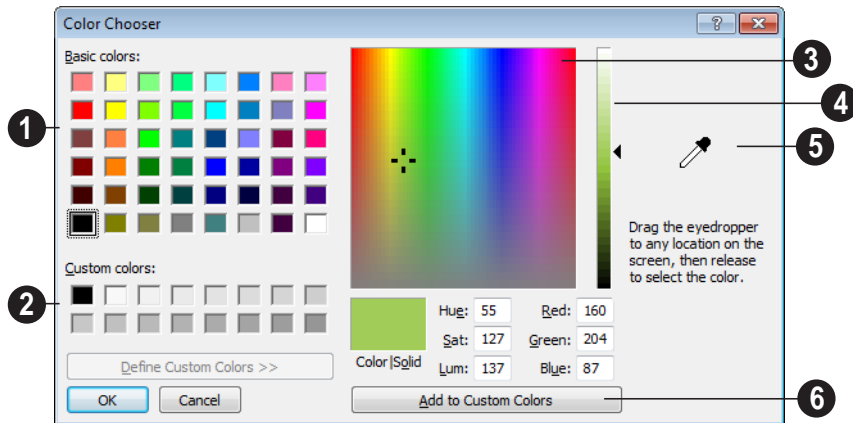 Color Chooser
?
Basic colors:
1
3
4
5
Drag the eyedropper
to any location on the
screen, then release
to select the color.
Custom colors:
2
Hue: 55 Red: 160
Sat: 127 Green: 204
Color|Solid Lum: 137 Blue: 87
Define Custom Colors >>
OK Cancel
Add to Custom Colors
6